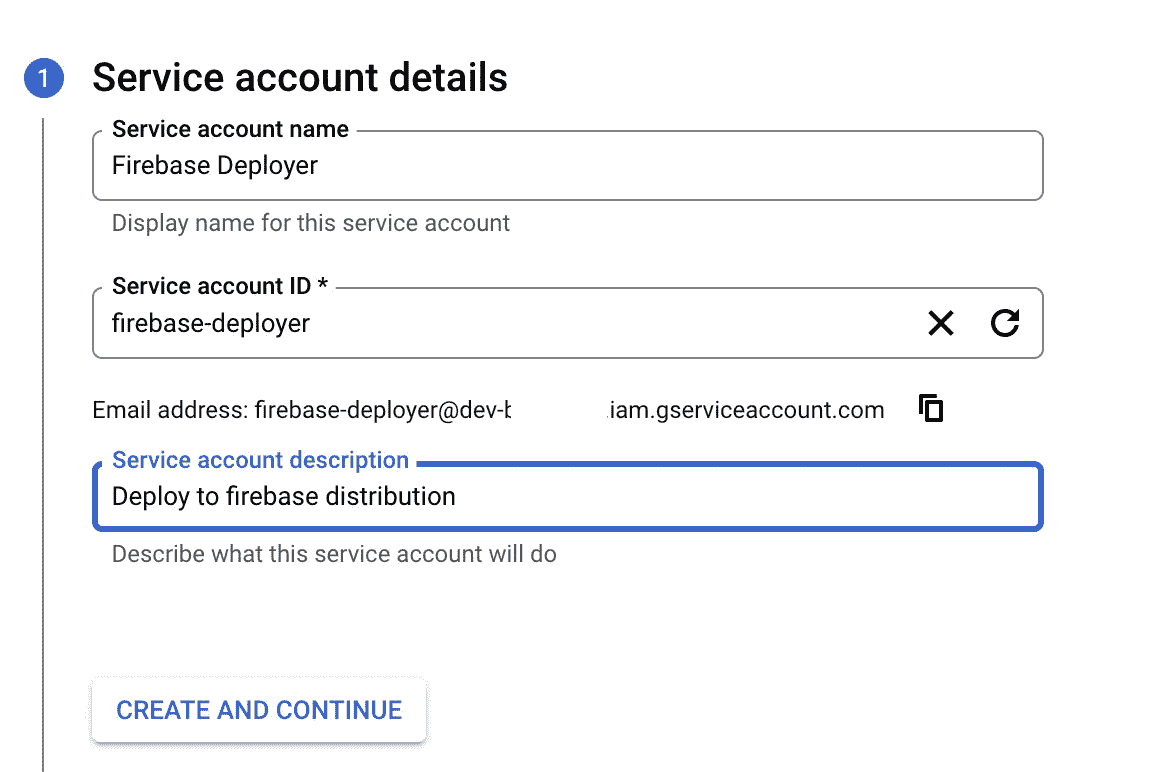 1 Service account details
Service account name
Firebase Deployer
Display name for this service account
Service account ID *
firebase-deployer
Email address: firebase-deployer@dev- .iam.gserviceaccount.com
Service account description
Deploy to firebase distribution
Describe what this service account will do
CREATE AND CONTINUE